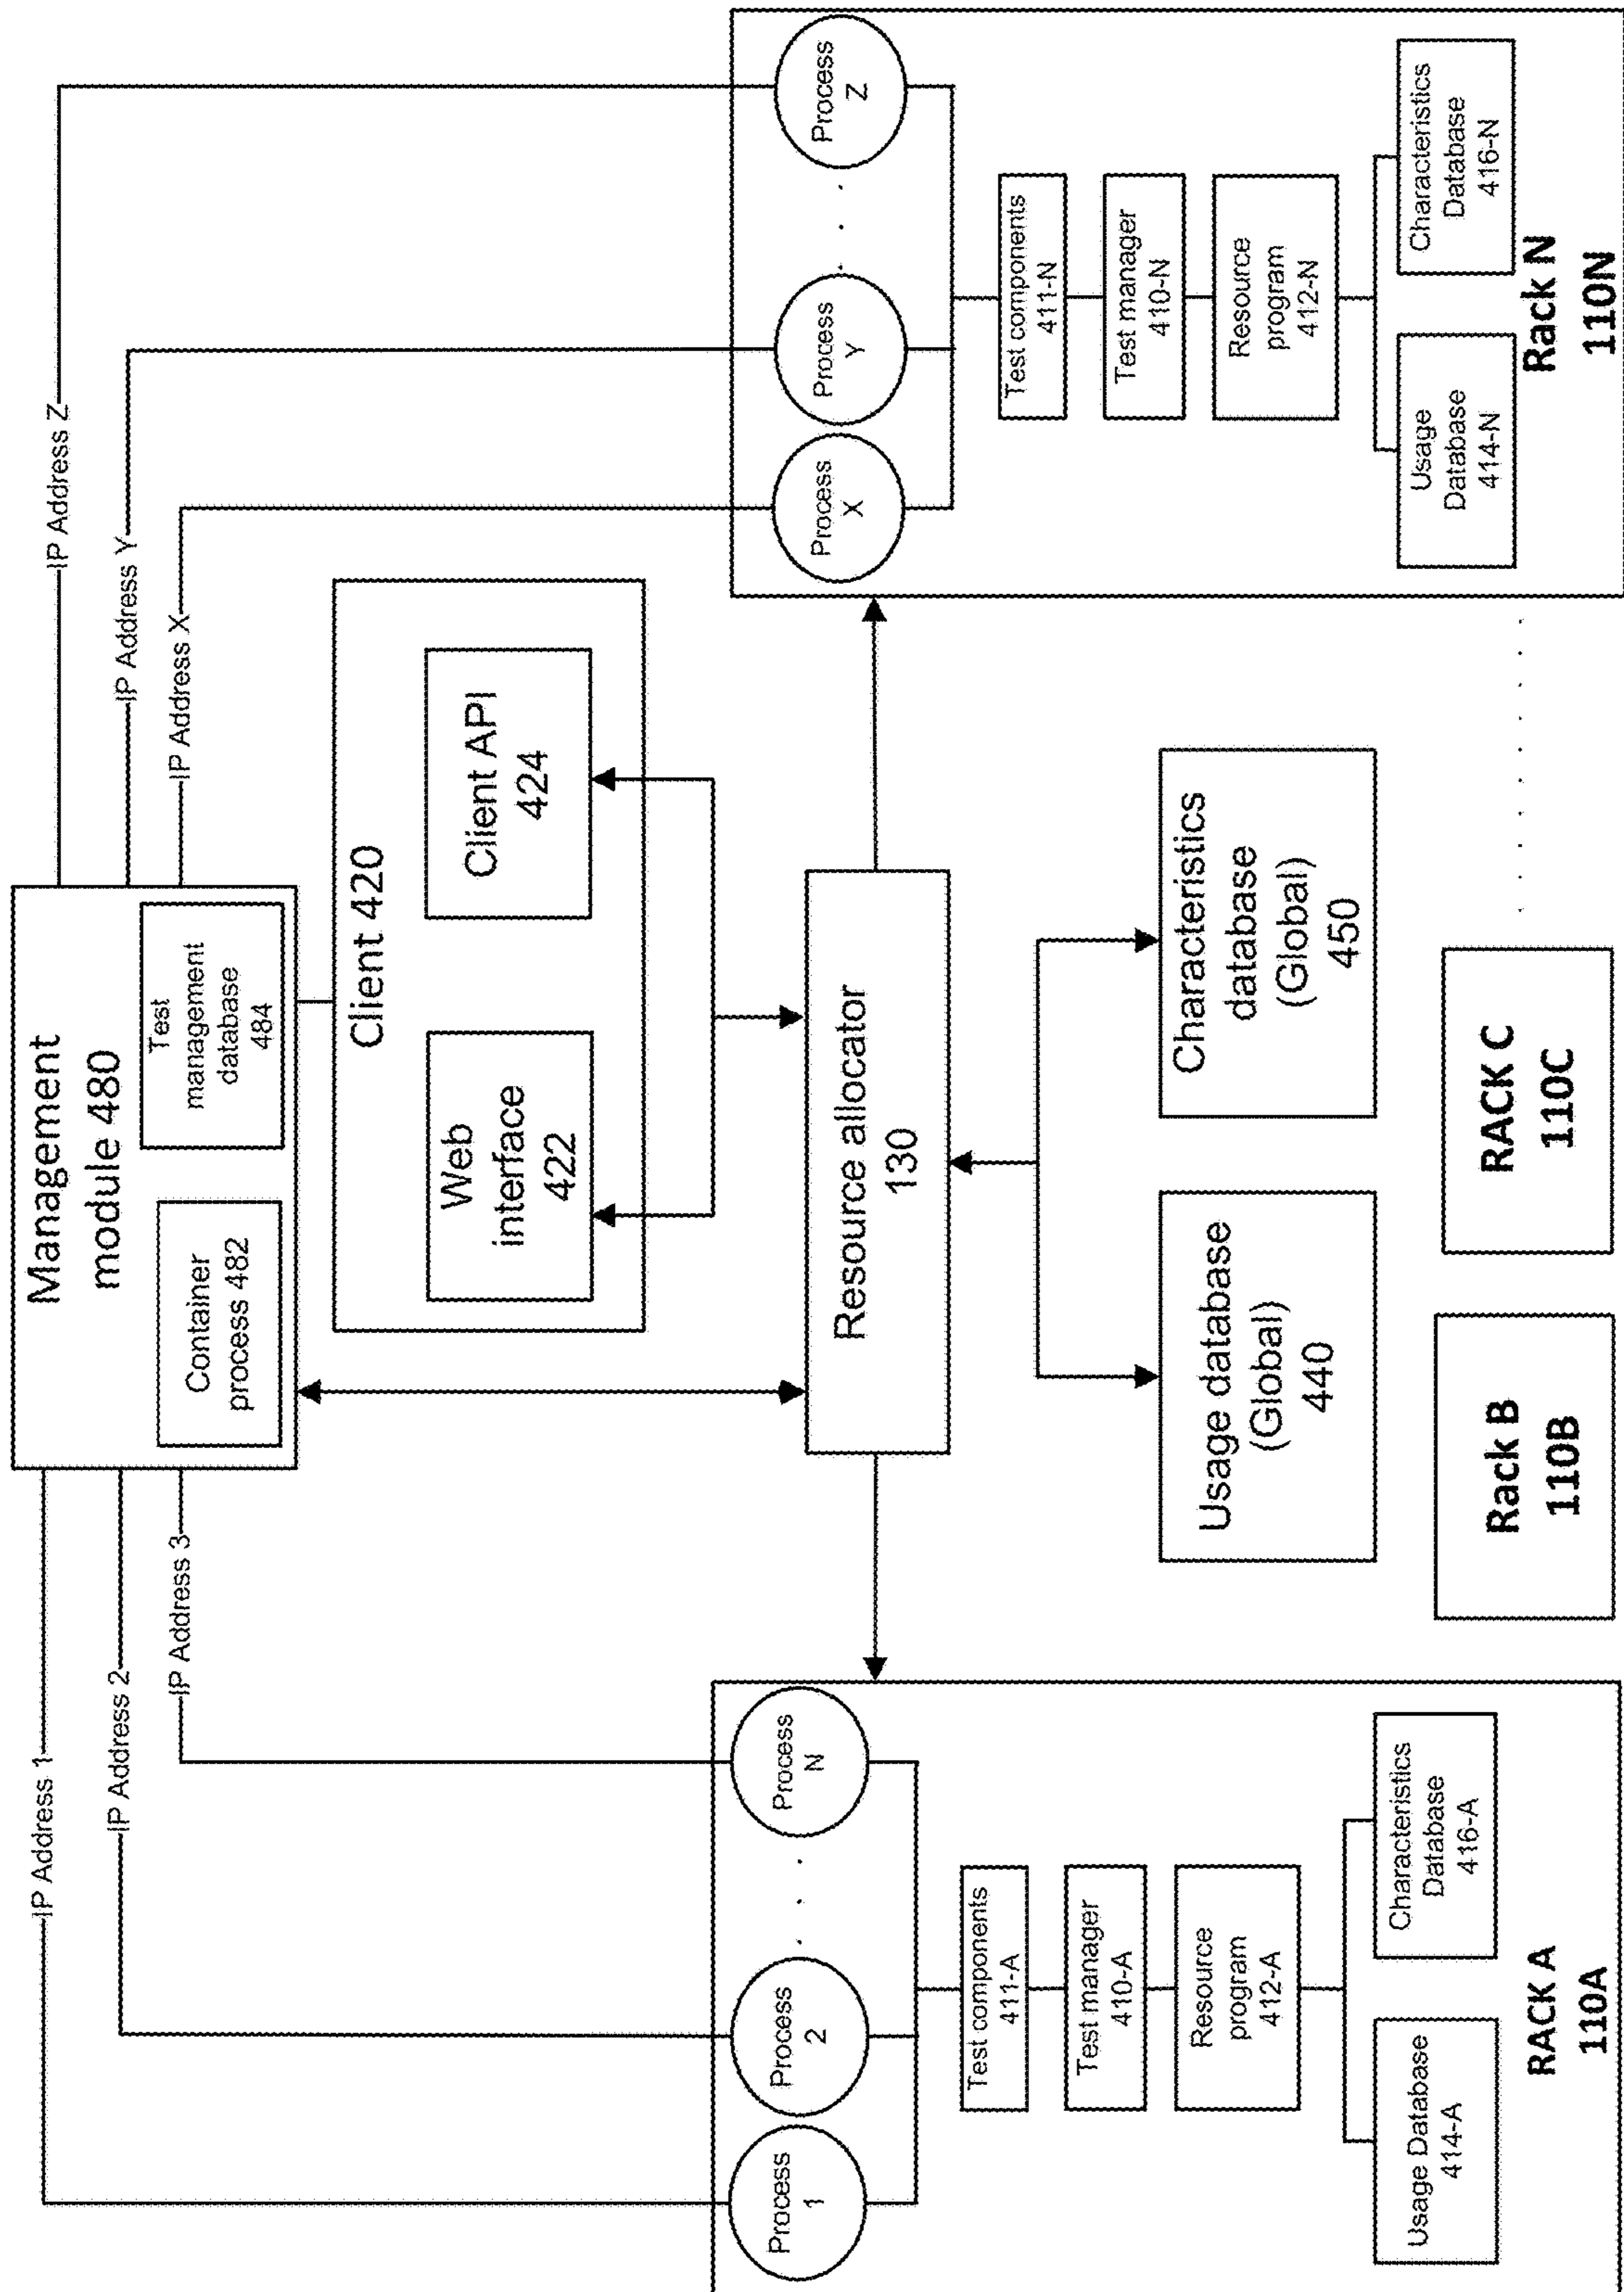 Management
module 480
Container
process 482
Test
management
database
484
IP Address 1
IP Address 2
IP Address 3
IP Address Z
IP Address Y
IP Address X
Client 420
Web
interface
422
Client API
424
Resource allocator
130
Usage database
(Global)
440
Characteristics
database
(Global)
450
Process
1
Process
2
. . .
Process
N
Test components
411-A
Test manager
410-A
Resource
program
412-A
Usage Database
414-A
Characteristics
Database
416-A
RACK A
110A
Rack B
110B
RACK C
110C
. . . . . . . . . .
Process
X
Process
Y
. . .
Process
Z
Test components
411-N
Test manager
410-N
Resource
program
412-N
Usage
Database
414-N
Characteristics
Database
416-N
Rack N
110N